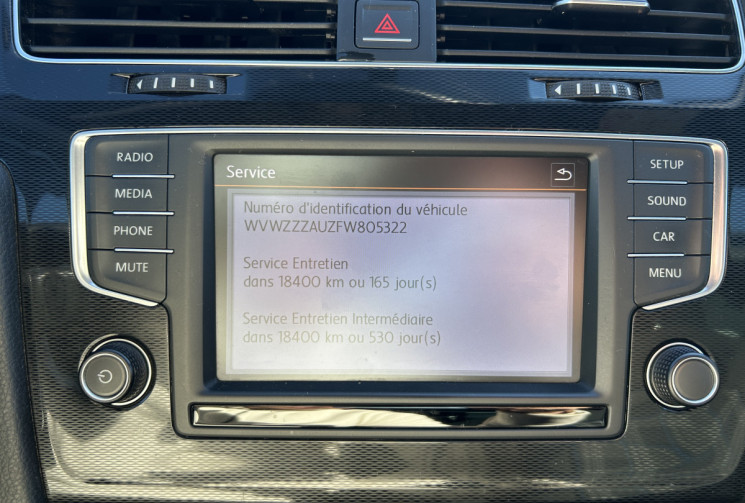 RADIO
MEDIA
PHONE
MUTE
Service
Numéro d'identification du véhicule
WVWZZZAUZFW805322
Service Entretien
dans 18400 km ou 165 jour(s)
Service Entretien Intermédiaire
dans 18400 km ou 530 jour(s)
SETUP
SOUND
CAR
MENU